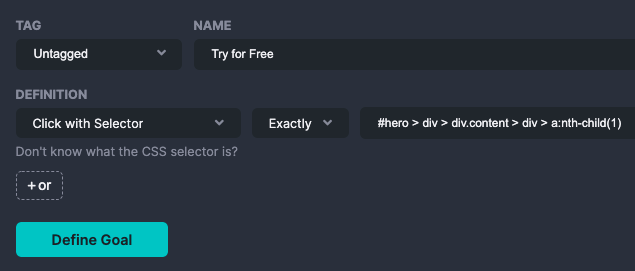 TAG NAME
Untagged Try for Free
DEFINITION
Click with Selector Exactly #hero > div > div.content > div > a:nth-child(1)
Don't know what the CSS selector is?
+ or
Define Goal